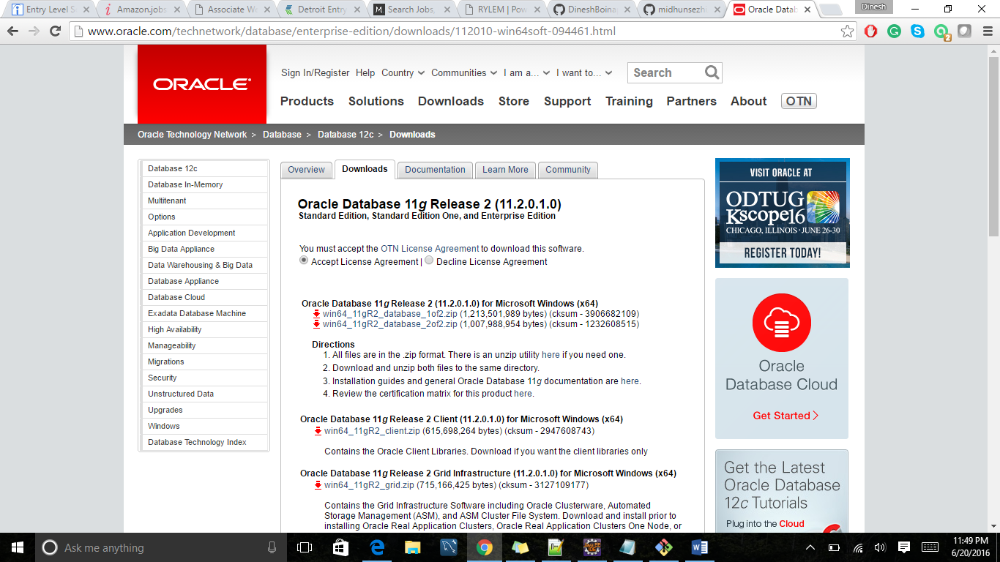 Entry Level S
Amazon.jobs
Associate We
Detroit Entry
Search Jobs,
RYLEM | Pow
DineshBoina
midhunsezha
Oracle Datab
Dinesh
www.oracle.com/technetwork/database/enterprise-edition/downloads/112010-win64soft-094461.html
2
ORACLE
Sign In/Register Help Country Communities I am a... I want to... Search
Products Solutions Downloads Store Support Training Partners About OTN
Oracle Technology Network > Database > Database 12c > Downloads
Database 12c
Database In-Memory
Multitenant
Options
Application Development
Big Data Appliance
Data Warehousing & Big Data
Database Appliance
Database Cloud
Exadata Database Machine
High Availability
Manageability
Migrations
Security
Unstructured Data
Upgrades
Windows
Database Technology Index
Overview Downloads Documentation Learn More Community
Oracle Database 11g Release 2 (11.2.0.1.0)
Standard Edition, Standard Edition One, and Enterprise Edition
You must accept the OTN License Agreement to download this software.
Accept License Agreement | Decline License Agreement
Oracle Database 11g Release 2 (11.2.0.1.0) for Microsoft Windows (x64)
win64_11gR2_database_1of2.zip (1,213,501,989 bytes) (cksum - 3906682109)
win64_11gR2_database_2of2.zip (1,007,988,954 bytes) (cksum - 1232608515)
Directions
1. All files are in the .zip format. There is an unzip utility here if you need one.
2. Download and unzip both files to the same directory.
3. Installation guides and general Oracle Database 11g documentation are here.
4. Review the certification matrix for this product here.
Oracle Database 11g Release 2 Client (11.2.0.1.0) for Microsoft Windows (x64)
win64_11gR2_client.zip (615,698,264 bytes) (cksum - 2947608743)
Contains the Oracle Client Libraries. Download if you want the client libraries only
Oracle Database 11g Release 2 Grid Infrastructure (11.2.0.1.0) for Microsoft Windows (x64)
win64_11gR2_grid.zip (715,166,425 bytes) (cksum - 3127109177)
Contains the Grid Infrastructure Software including Oracle Clusterware, Automated
Storage Management (ASM), and ASM Cluster File System. Download and install prior to
installing Oracle Real Application Clusters, Oracle Real Application Clusters One Node, or
VISIT ORACLE AT
ODTUG
Kscope16
CHICAGO, ILLINOIS · JUNE 26-30
REGISTER TODAY!
Oracle
Database Cloud
Get Started
Get the Latest
Oracle Database
12c Tutorials
Plug into the Cloud
Ask me anything
11:49 PM
6/20/2016